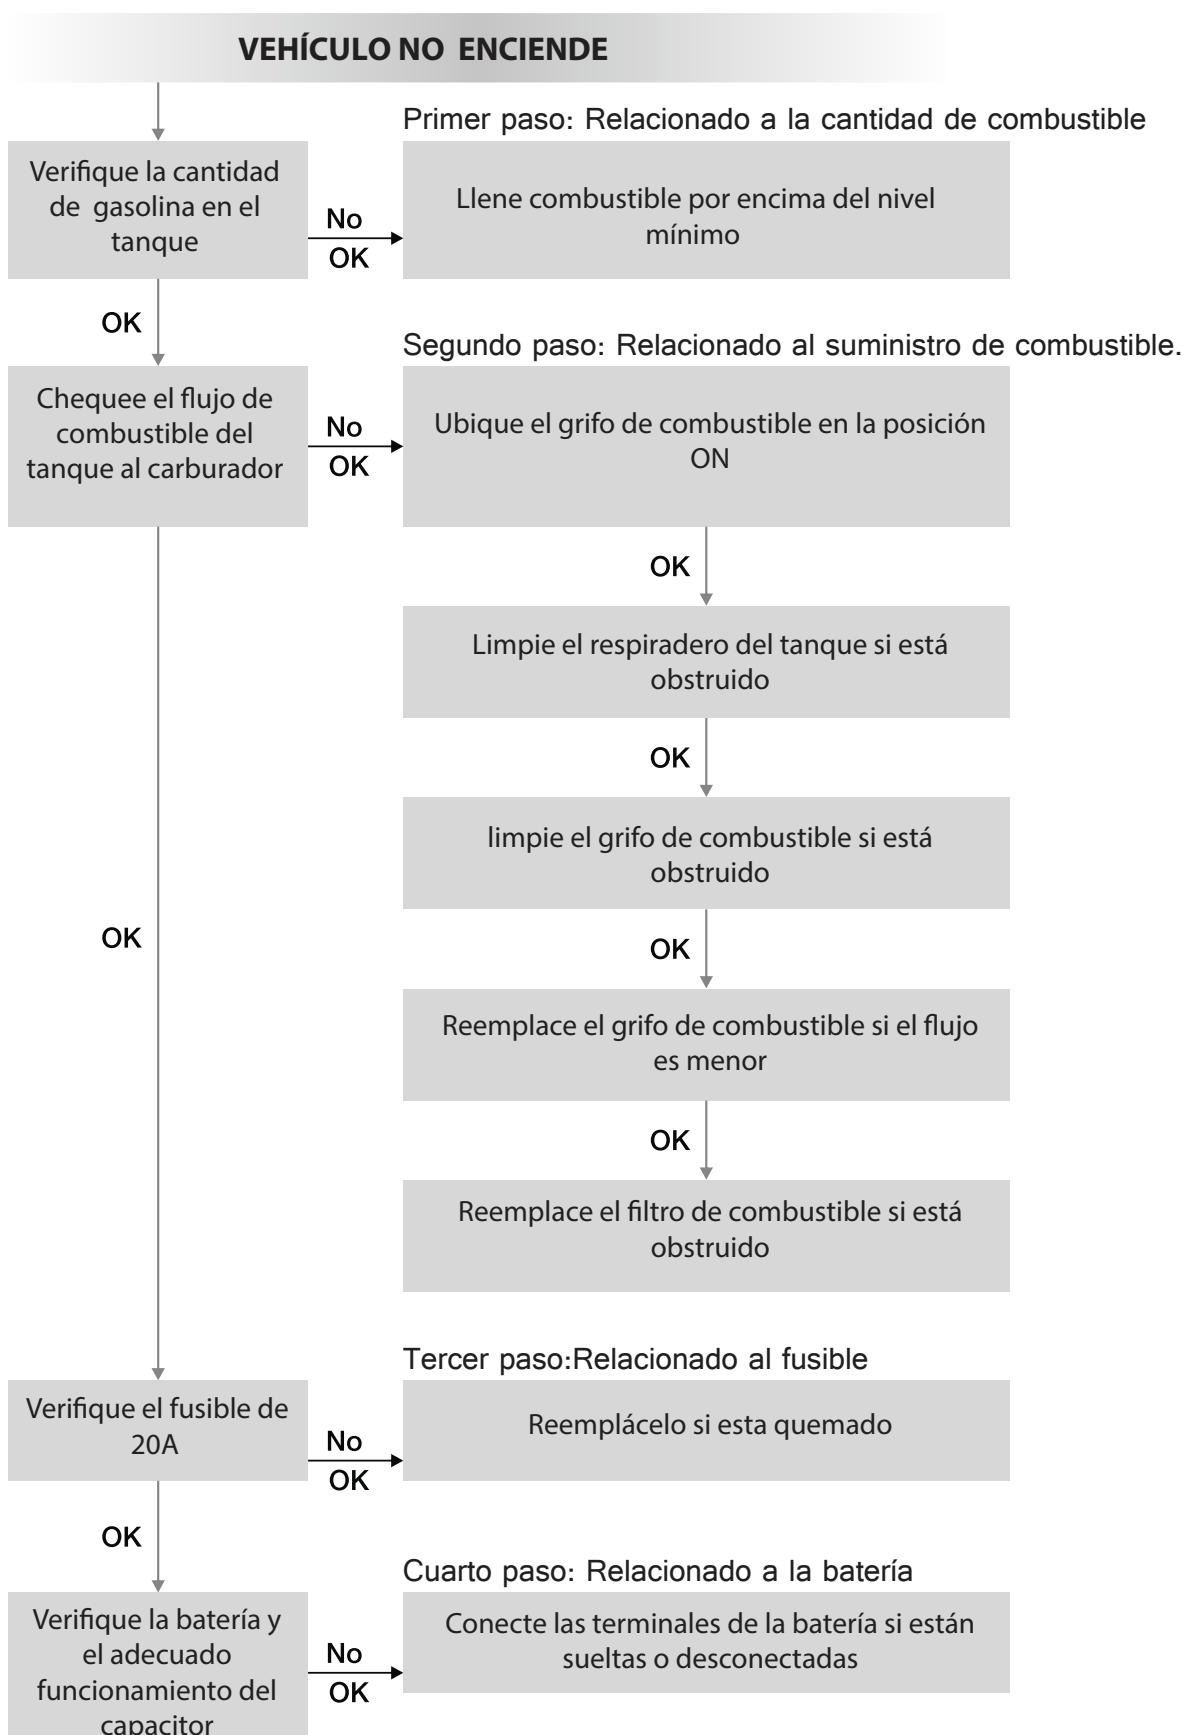 VEHÍCULO NO ENCIENDE
Primer paso: Relacionado a la cantidad de combustible
Verifique la cantidad
de gasolina en el
tanque
No
OK
Llene combustible por encima del nivel
mínimo
OK
Segundo paso: Relacionado al suministro de combustible.
Chequee el flujo de
combustible del
tanque al carburador
No
OK
Ubique el grifo de combustible en la posición
ON
OK
Limpie el respiradero del tanque si está
obstruido
OK
limpie el grifo de combustible si está
obstruido
OK
OK
Reemplace el grifo de combustible si el flujo
es menor
OK
Reemplace el filtro de combustible si está
obstruido
Tercer paso:Relacionado al fusible
Verifique el fusible de
20A
No
OK
Reemplácelo si esta quemado
OK
Cuarto paso: Relacionado a la batería
Verifique la batería y
el adecuado
funcionamiento del
capacitor
No
OK
Conecte las terminales de la batería si están
sueltas o desconectadas